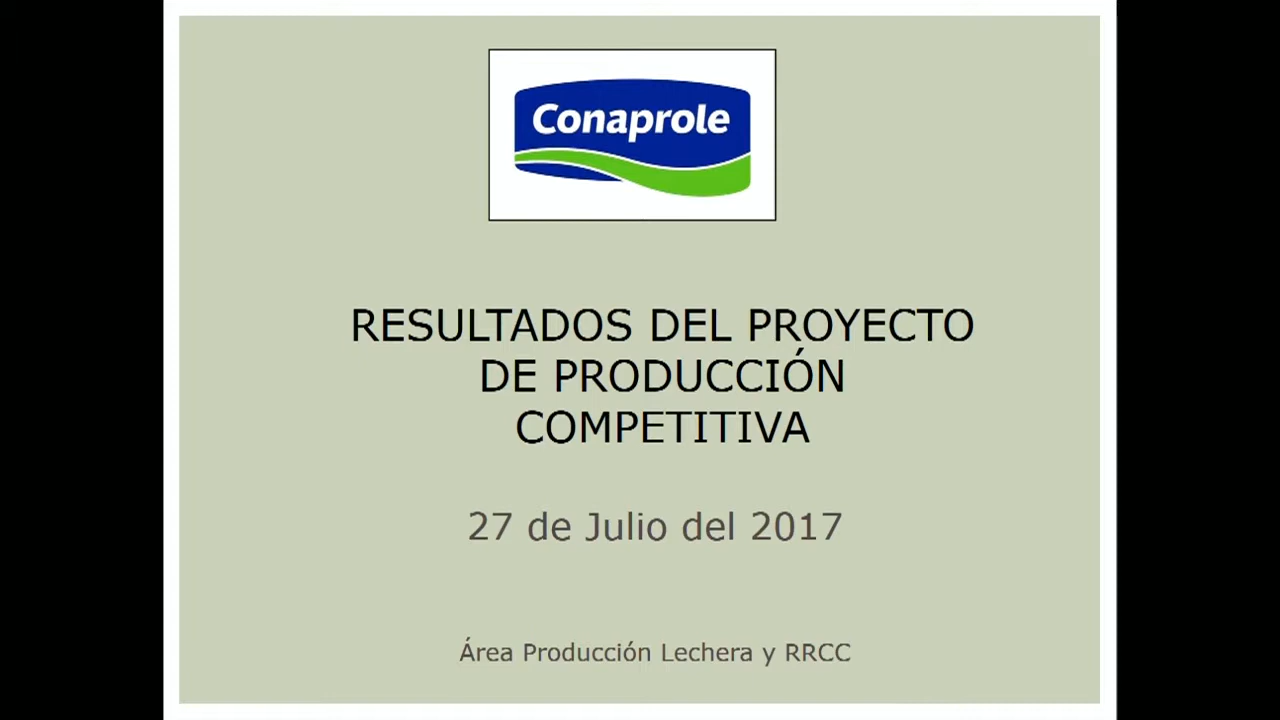 Conaprole
RESULTADOS DEL PROYECTO
DE PRODUCCIÓN
COMPETITIVA
27 de Julio del 2017
Área Producción Lechera y RRCC